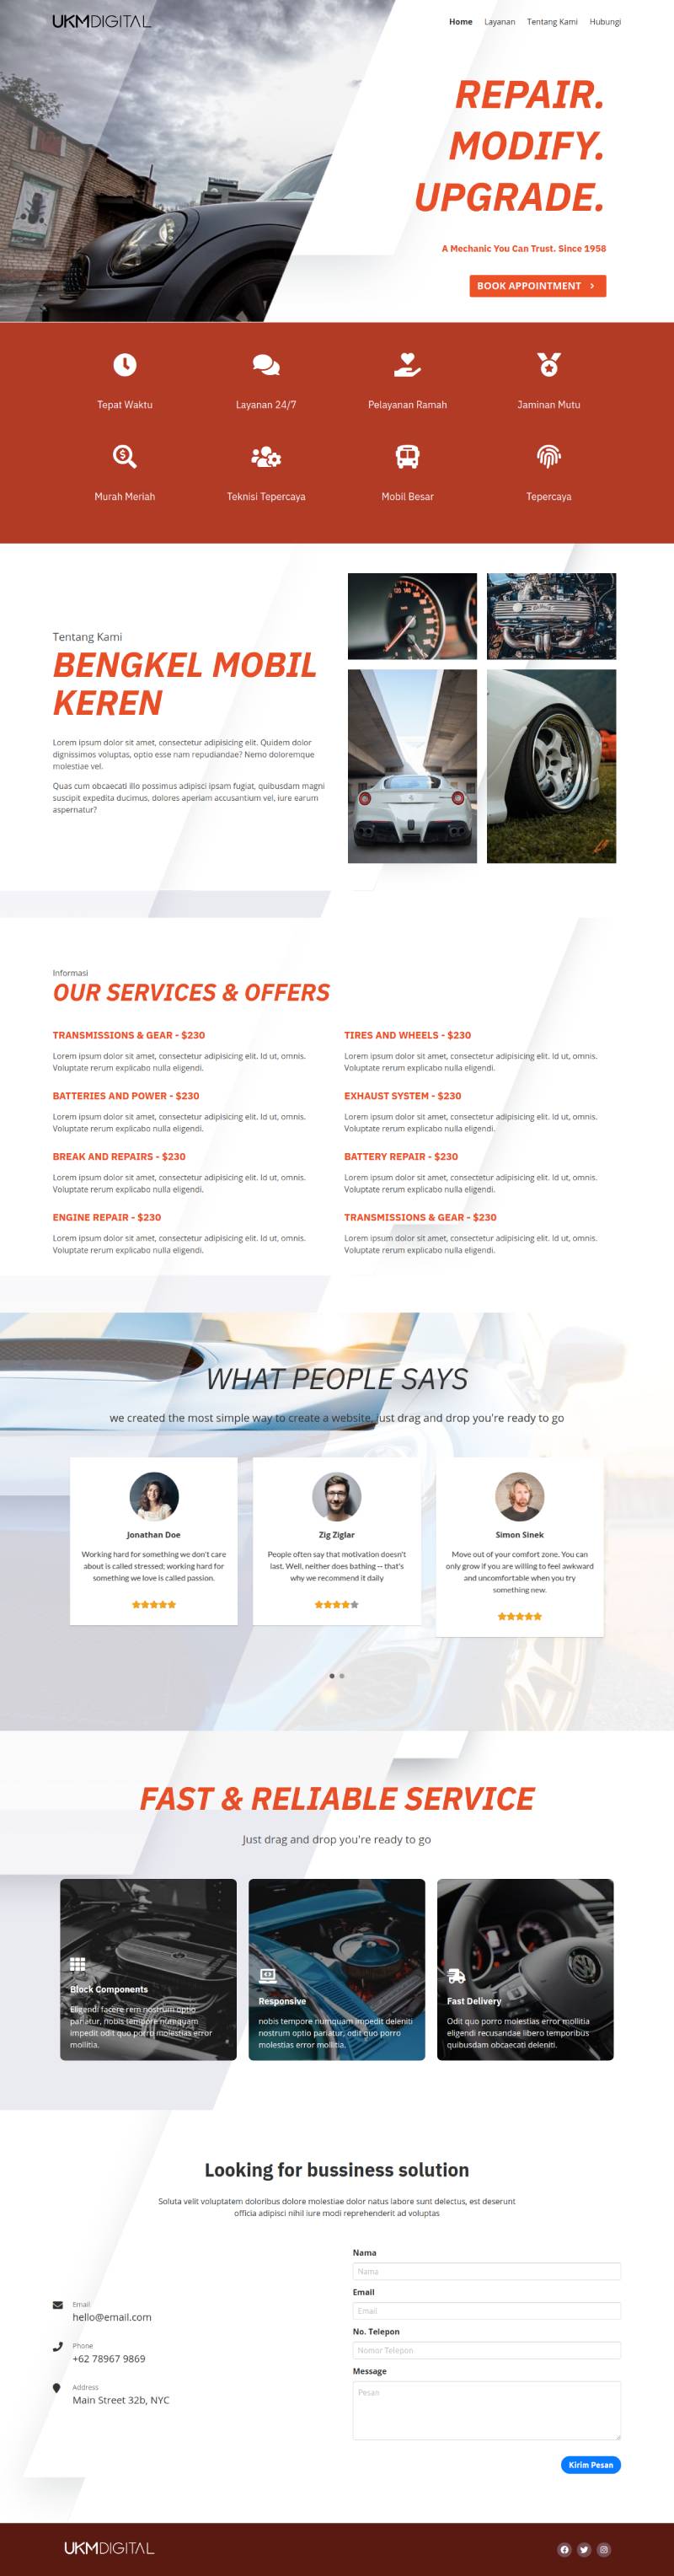 UKMDIGITAL
Home Layanan Tentang Kami Hubungi
REPAIR.
MODIFY.
UPGRADE.
A Mechanic You Can Trust. Since 1958
BOOK APPOINTMENT
Tepat Waktu
Layanan 24/7
Pelayanan Ramah
Jaminan Mutu
Murah Meriah
Teknisi Tepercaya
Mobil Besar
Tepercaya
Tentang Kami
BENGKEL MOBIL
KEREN
Lorem ipsum dolor sit amet, consectetur adipisicing elit. Quidem dolor
dignissimos voluptas, optio esse nam repudiandae? Nemo doloremque
molestiae vel.
Quas cum obcaecati illo possimus adipisci ipsam fugiat, quibusdam magni
suscipit expedita ducimus, dolores aperiam accusantium vel, iure earum
aspernatur?
Informasi
OUR SERVICES & OFFERS
TRANSMISSIONS & GEAR - $230
Lorem ipsum dolor sit amet, consectetur adipisicing elit. Id ut, omnis.
Voluptate rerum explicabo nulla eligendi.
TIRES AND WHEELS - $230
Lorem ipsum dolor sit amet, consectetur adipisicing elit. Id ut, omnis.
Voluptate rerum explicabo nulla eligendi.
BATTERIES AND POWER - $230
Lorem ipsum dolor sit amet, consectetur adipisicing elit. Id ut, omnis.
Voluptate rerum explicabo nulla eligendi.
EXHAUST SYSTEM - $230
Lorem ipsum dolor sit amet, consectetur adipisicing elit. Id ut, omnis.
Voluptate rerum explicabo nulla eligendi.
BREAK AND REPAIRS - $230
Lorem ipsum dolor sit amet, consectetur adipisicing elit. Id ut, omnis.
Voluptate rerum explicabo nulla eligendi.
BATTERY REPAIR - $230
Lorem ipsum dolor sit amet, consectetur adipisicing elit. Id ut, omnis.
Voluptate rerum explicabo nulla eligendi.
ENGINE REPAIR - $230
Lorem ipsum dolor sit amet, consectetur adipisicing elit. Id ut, omnis.
Voluptate rerum explicabo nulla eligendi.
TRANSMISSIONS & GEAR - $230
Lorem ipsum dolor sit amet, consectetur adipisicing elit. Id ut, omnis.
Voluptate rerum explicabo nulla eligendi.
WHAT PEOPLE SAYS
we created the most simple way to create a website, just drag and drop you're ready to go
Jonathan Doe
Working hard for something we don't care
about is called stressed; working hard for
something we love is called passion.
Zig Ziglar
People often say that motivation doesn't
last. Well, neither does bathing -- that's
why we recommend it daily
Simon Sinek
Move out of your comfort zone. You can
only grow if you are willing to feel awkward
and uncomfortable when you try
something new.
FAST & RELIABLE SERVICE
Just drag and drop you're ready to go
Block Components
Eligendi facere rem nostrum optio
pariatur, nobis tempore numquam
impedit odit quo porro molestias error
mollitia.
Responsive
nobis tempore numquam impedit deleniti
nostrum optio pariatur, odit quo porro
molestias error mollitia.
Fast Delivery
Odit quo porro molestias error mollitia
eligendi recusandae libero temporibus
quibusdam obcaecati deleniti.
Looking for bussiness solution
Soluta velit voluptatem doloribus dolore molestiae dolor natus labore sunt delectus, est deserunt
officia adipisci nihil iure modi reprehenderit ad voluptas
Email
hello@email.com
Phone
+62 78967 9869
Address
Main Street 32b, NYC
Nama
Nama
Email
Email
No. Telepon
Nomor Telepon
Message
Pesan
Kirim Pesan
UKMDIGITAL